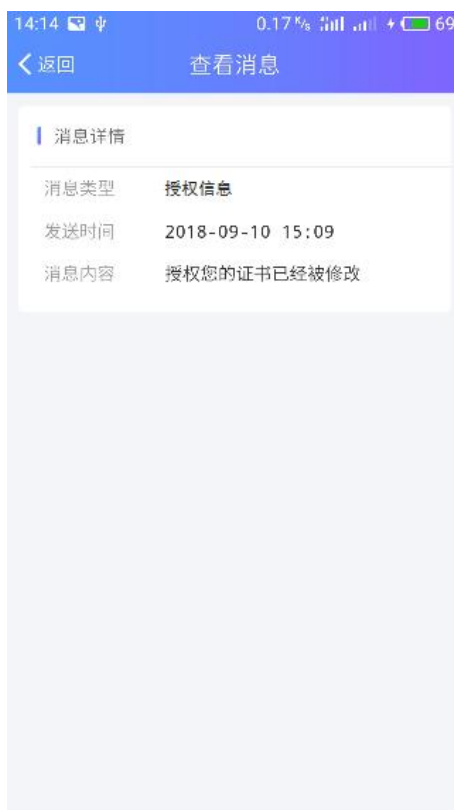 14:14 0.17 K/s 69
返回 查看消息
消息详情
消息类型 授权信息
发送时间 2018-09-10 15:09
消息内容 授权您的证书已经被修改